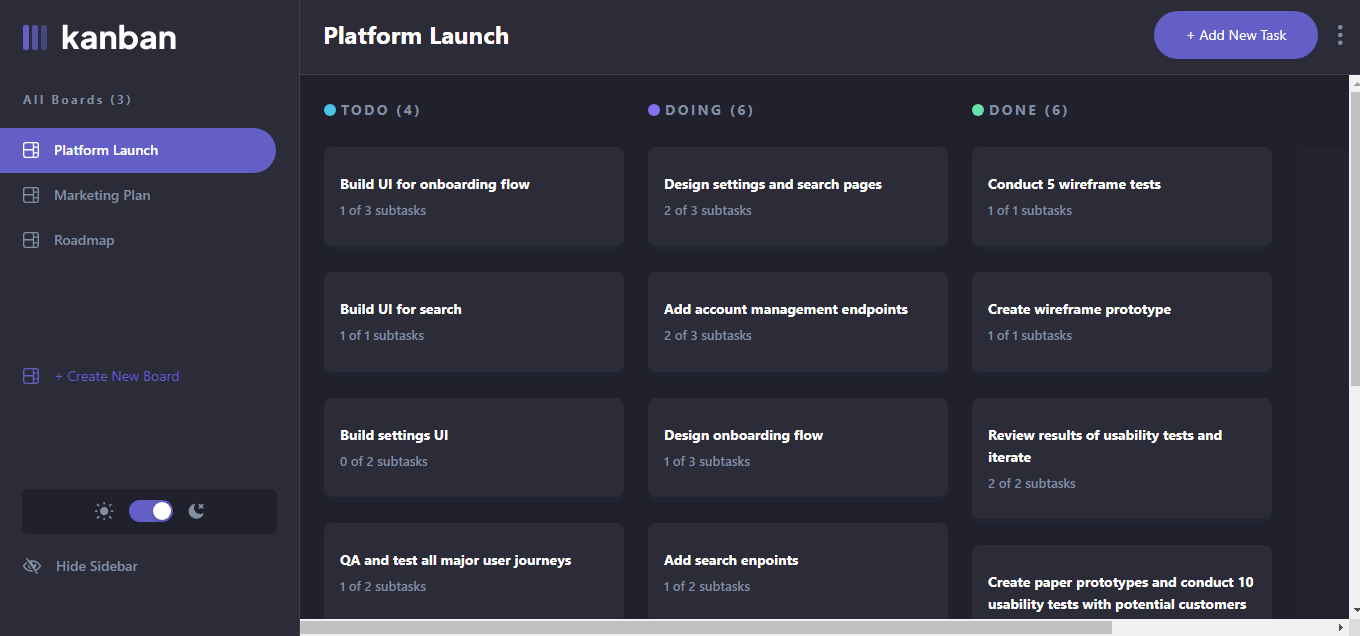 kanban
All Boards (3)
Platform Launch
Marketing Plan
Roadmap
+ Create New Board
Hide Sidebar
Platform Launch
+ Add New Task
TODO (4)
Build UI for onboarding flow
1 of 3 subtasks
Build UI for search
1 of 1 subtasks
Build settings UI
0 of 2 subtasks
QA and test all major user journeys
1 of 2 subtasks
DOING (6)
Design settings and search pages
2 of 3 subtasks
Add account management endpoints
2 of 3 subtasks
Design onboarding flow
1 of 3 subtasks
Add search enpoints
1 of 2 subtasks
DONE (6)
Conduct 5 wireframe tests
1 of 1 subtasks
Create wireframe prototype
1 of 1 subtasks
Review results of usability tests and
iterate
2 of 2 subtasks
Create paper prototypes and conduct 10
usability tests with potential customers